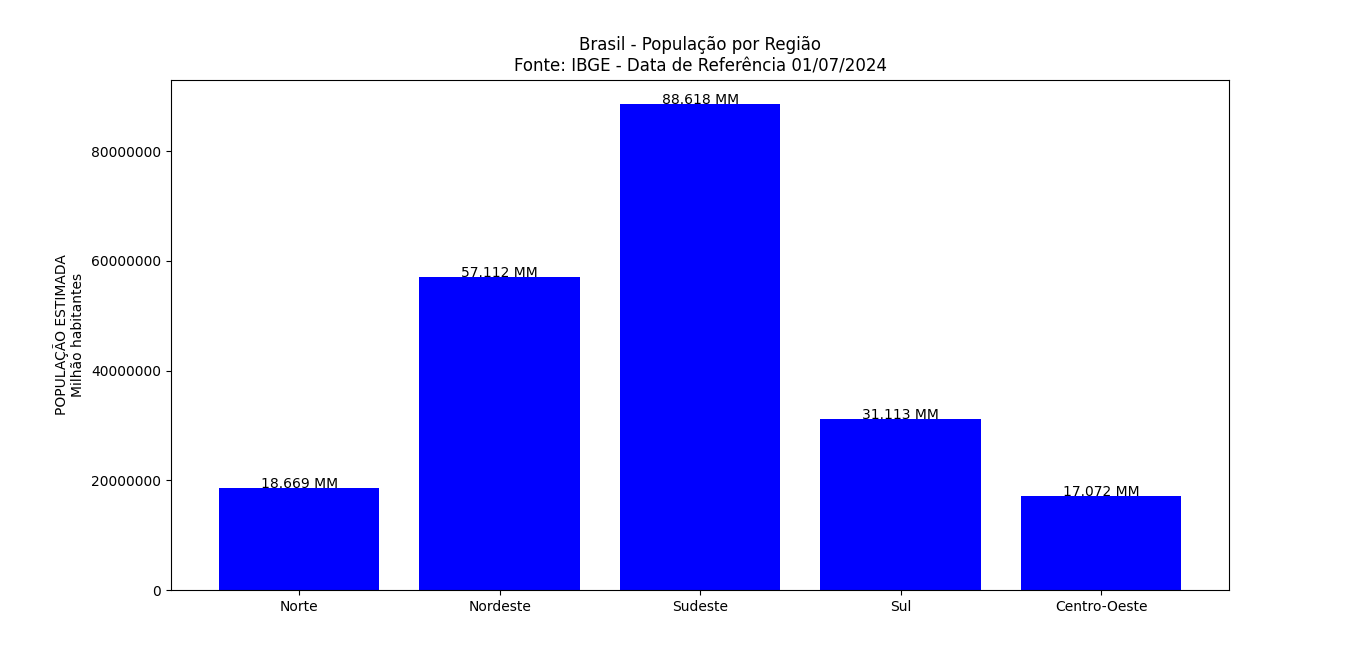 Brasil - População por Região
Fonte: IBGE - Data de Referência 01/07/2024
POPULAÇÃO ESTIMADA
Milhão habitantes
80000000
60000000
40000000
20000000
0
18.669 MM
57.112 MM
88.618 MM
31.113 MM
17.072 MM
Norte
Nordeste
Sudeste
Sul
Centro-Oeste